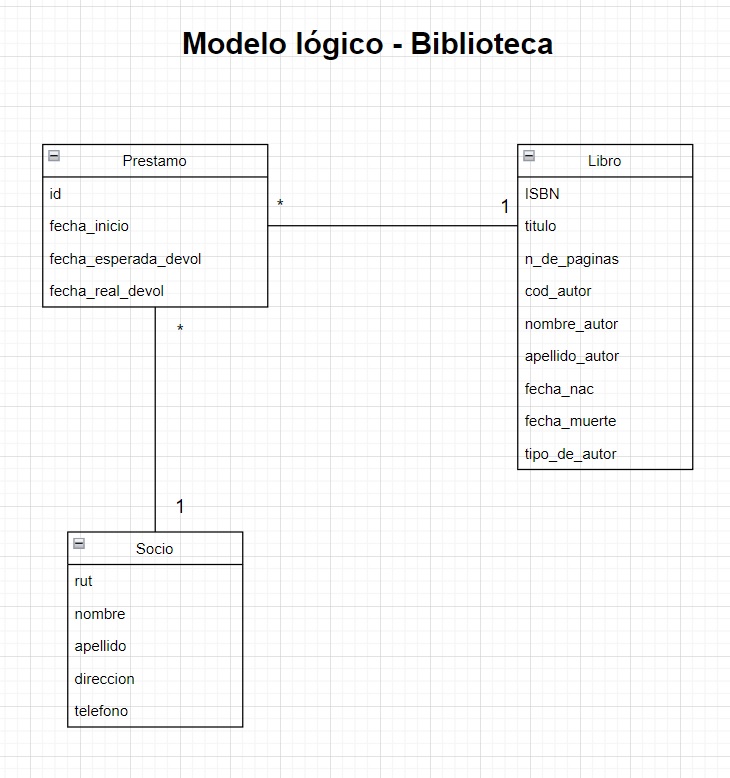 Modelo lógico - Biblioteca
Prestamo
id
fecha_inicio
fecha_esperada_devol
fecha_real_devol
*
1
Libro
ISBN
titulo
n_de_paginas
cod_autor
nombre_autor
apellido_autor
fecha_nac
fecha_muerte
tipo_de_autor
*
1
Socio
rut
nombre
apellido
direccion
telefono